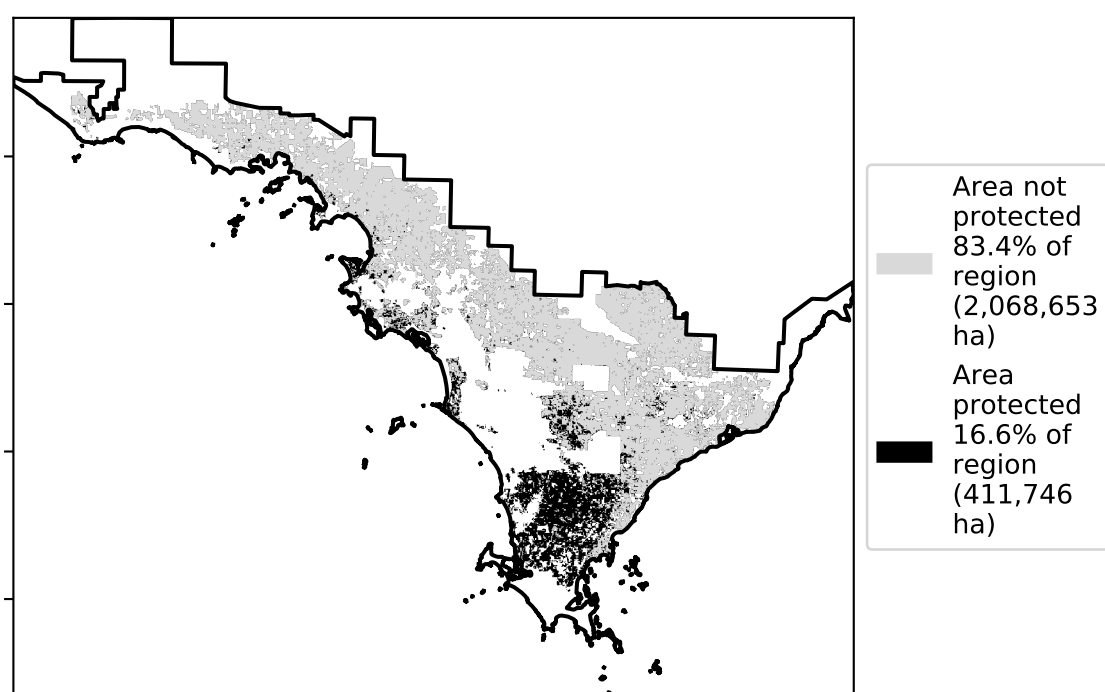 Area not
protected
83.4% of
region
(2,068,653
ha)
Area
protected
16.6% of
region
(411,746
ha)